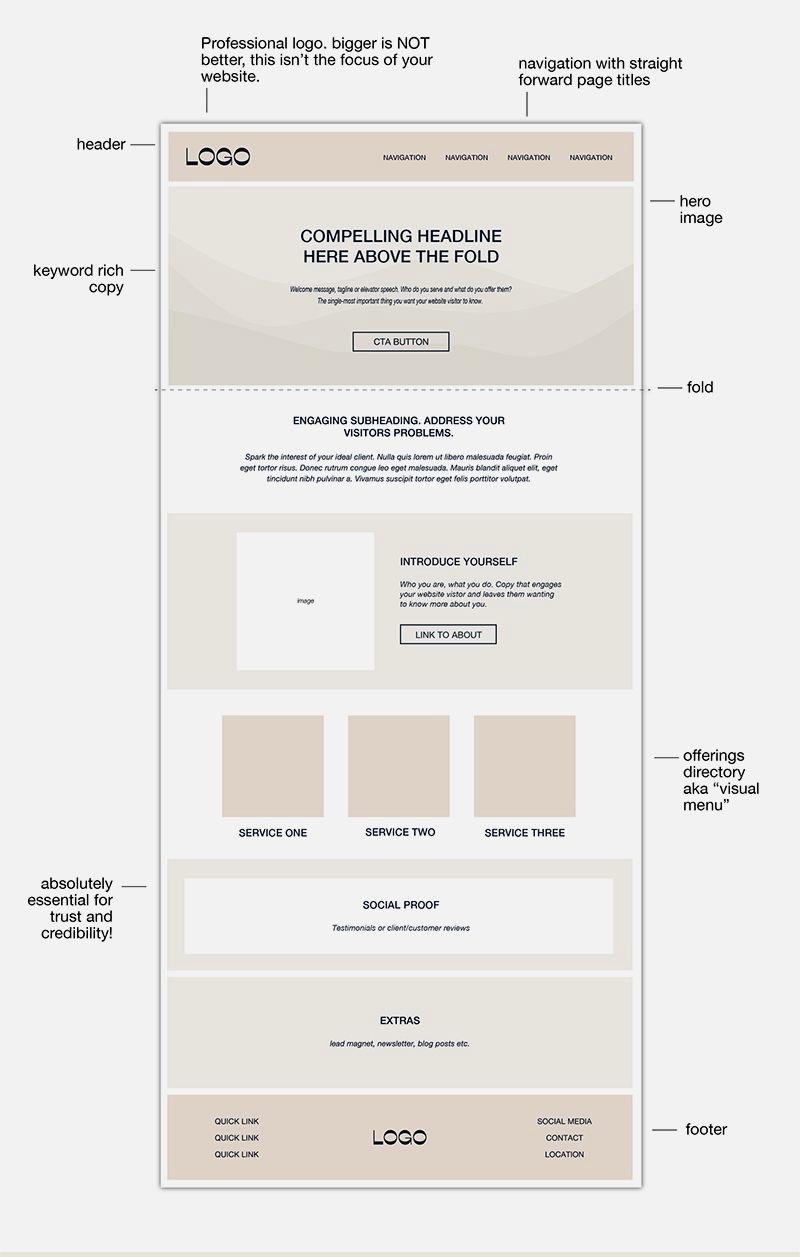 Professional logo. bigger is NOT
better, this isn't the focus of your
website.
navigation with straight
forward page titles
header
LOGO
NAVIGATION NAVIGATION NAVIGATION NAVIGATION
hero
image
COMPELLING HEADLINE
HERE ABOVE THE FOLD
keyword rich
copy
Welcome message, tagline or elevator speech. Who do you serve and what do you offer them?
The single-most important thing you want your website visitor to know.
CTA BUTTON
fold
ENGAGING SUBHEADING. ADDRESS YOUR
VISITORS PROBLEMS.
Spark the interest of your ideal client. Nulla quis lorem ut libero malesuada feugiat. Proin
eget tortor risus. Donec rutrum congue leo eget malesuada. Mauris blandit aliquet elit, eget
tincidunt nibh pulvinar a. Vivamus suscipit tortor eget felis porttitor volutpat.
image
INTRODUCE YOURSELF
Who you are, what you do. Copy that engages
your website vistor and leaves them wanting
to know more about you.
LINK TO ABOUT
offerings
directory
aka “visual
menu”
SERVICE ONE SERVICE TWO SERVICE THREE
absolutely
essential for
trust and
credibility!
SOCIAL PROOF
Testimonials or client/customer reviews
EXTRAS
lead magnet, newsletter, blog posts etc.
QUICK LINK
QUICK LINK
QUICK LINK
LOGO
SOCIAL MEDIA
CONTACT
LOCATION
footer